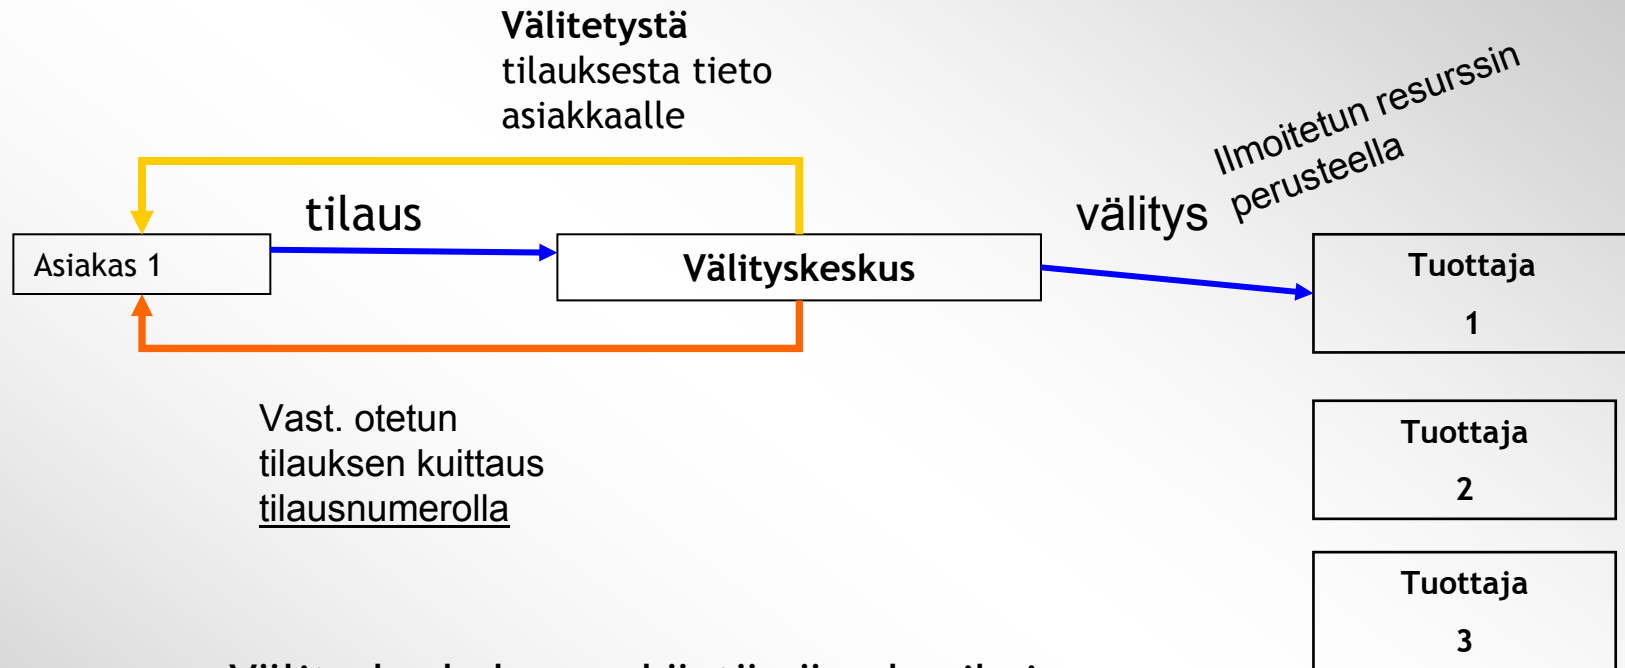 Välitetystä
tilauksesta tieto
asiakkaalle
Ilmoitetun resurssin
perusteella
tilaus
välitys
Asiakas 1
Välityskeskus
Tuottaja
1
Vast. otetun
tilauksen kuittaus
tilausnumerolla
Tuottaja
2
Tuottaja
3